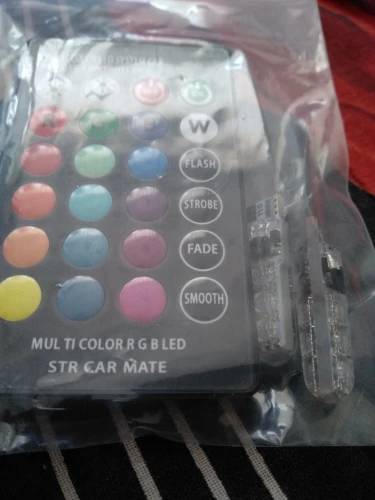 R G B W
FLASH
STROBE
FADE
SMOOTH
MUL TI COLOR R G B LED
STR CAR MATE